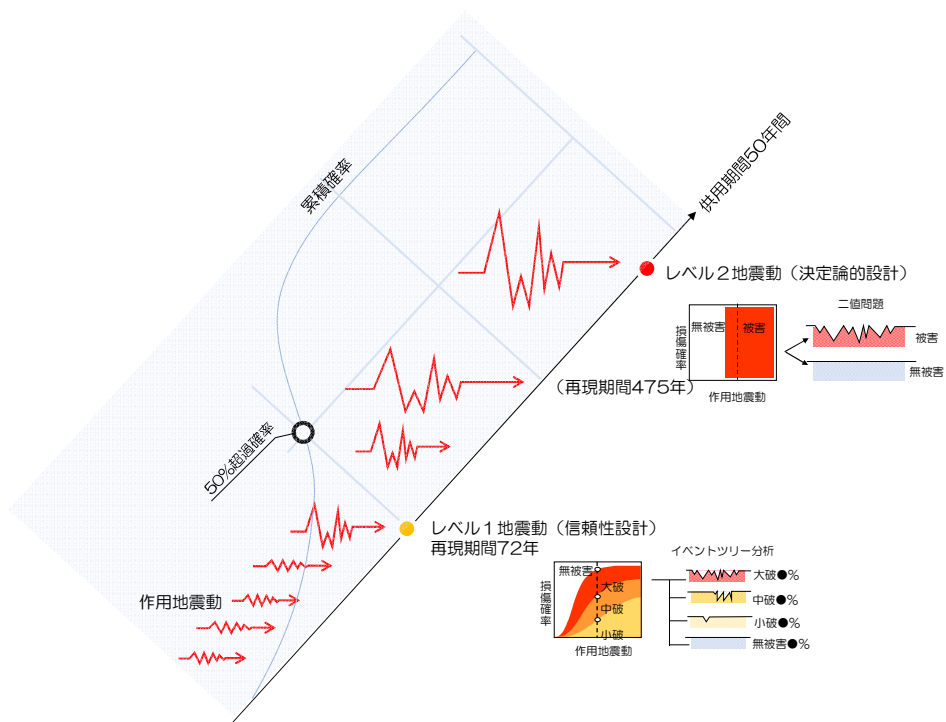 累積確率
供用期間50年間
レベル２地震動（決定論的設計）
二値問題
無被害
被害
損傷確率
作用地震動
被害
無被害
（再現期間475年）
50%超過確率
レベル１地震動（信頼性設計）
再現期間72年
イベントツリー分析
無被害
大破
中破
小破
損傷確率
作用地震動
大破●%
中破●%
小破●%
無被害●%
作用地震動